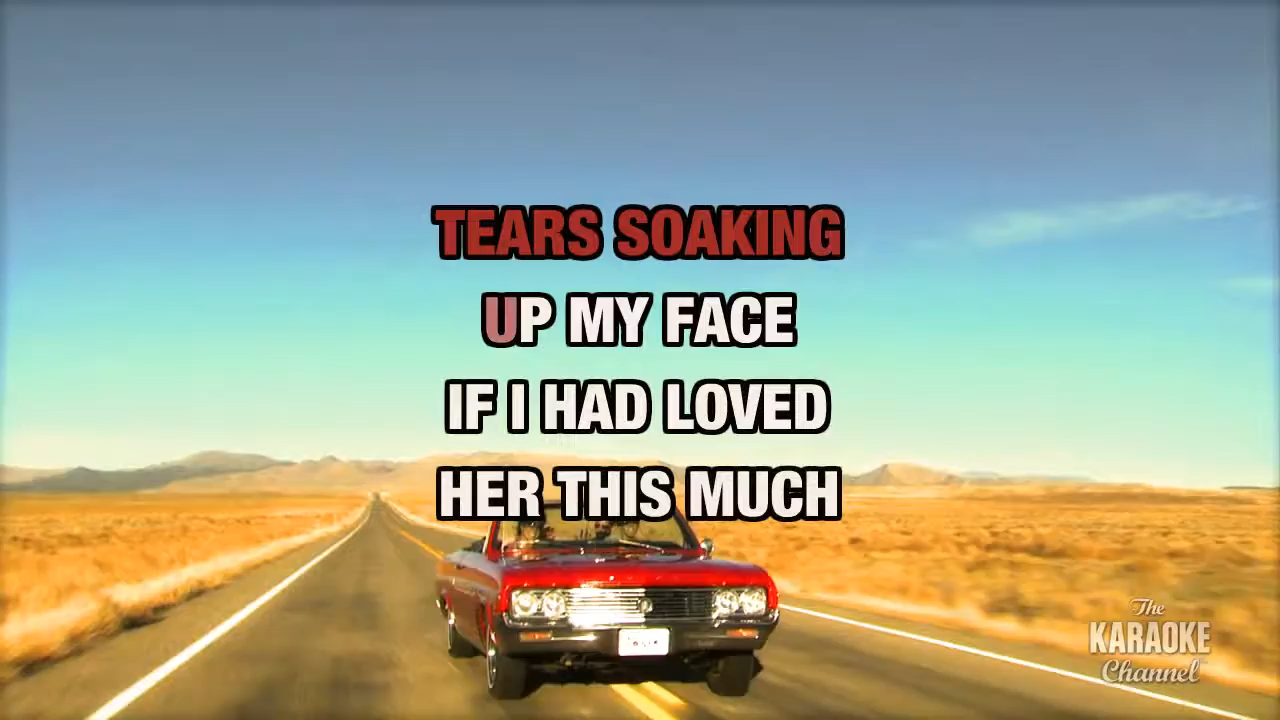 TEARS SOAKING
UP MY FACE
IF I HAD LOVED
HER THIS MUCH
The
KARAOKE
Channel